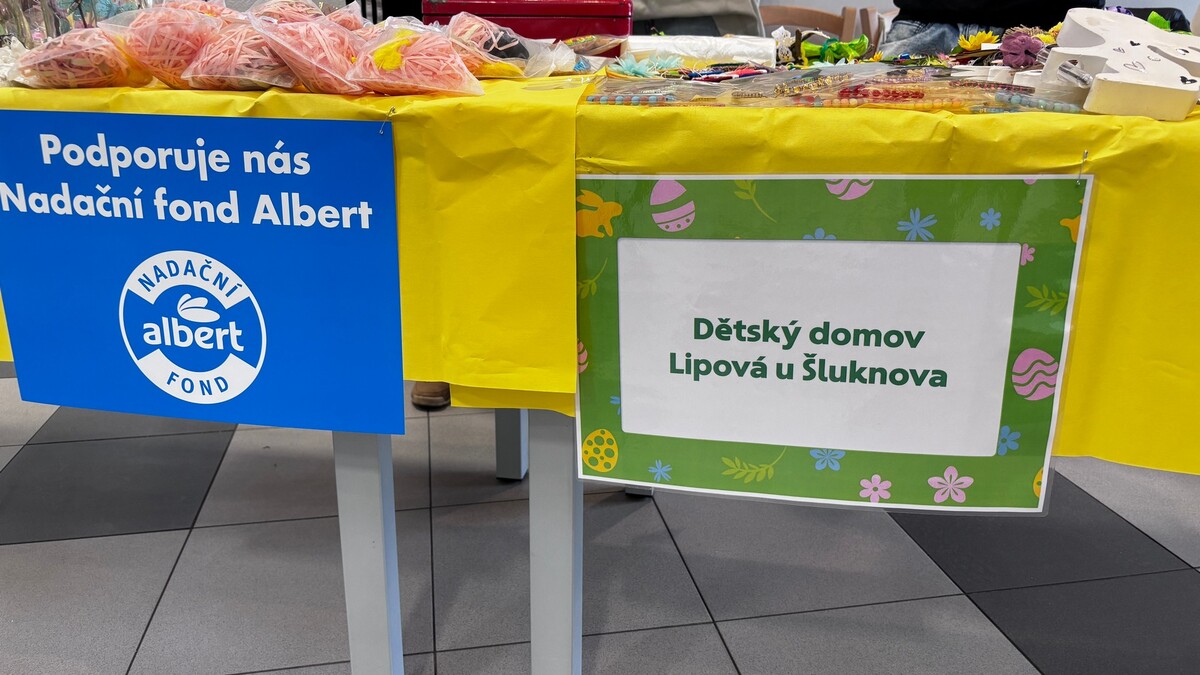 Podporuje nás
Nadační fond Albert
NADAČNÍ
albert
FOND
Dětský domov
Lipová u Šluknova